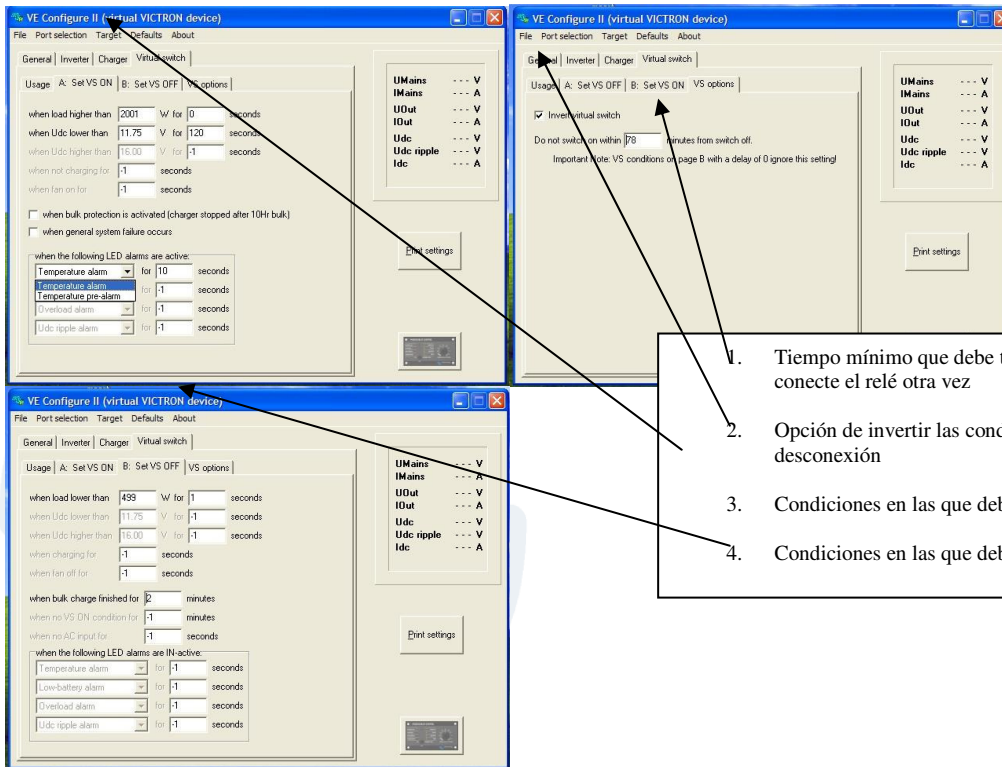 VE Configure II (virtual VICTRON device)
File Port selection Target Defaults About
General Inverter Charger Virtual switch
Usage A: Set VS ON B: Set VS OFF VS options
when load higher than 2001 W for 0 seconds
when Udc lower than 11.75 V for 120 seconds
when Udc higher than 16.00 V for -1 seconds
when not charging for -1 seconds
when fan on for -1 seconds
when bulk protection is activated (charger stopped after 10Hr bulk)
when general system failure occurs
when the following LED alarms are active:
Temperature alarm for 10 seconds
Temperature alarm for -1 seconds
Temperature pre-alarm
Overload alarm for -1 seconds
Udc ripple alarm for -1 seconds
UMains --- V
IMains --- A
UOut --- V
IOut --- A
Udc --- V
Udc ripple --- V
Idc --- A
Print settings
VE Configure II (virtual VICTRON device)
File Port selection Target Defaults About
General Inverter Charger Virtual switch
Usage A: Set VS OFF B: Set VS ON VS options
Invert virtual switch
Do not switch on within 78 minutes from switch off.
Important Note: VS conditions on page B with a delay of 0 ignore this setting!
UMains --- V
IMains --- A
UOut --- V
IOut --- A
Udc --- V
Udc ripple --- V
Idc --- A
Print settings
VE Configure II (virtual VICTRON device)
File Port selection Target Defaults About
General Inverter Charger Virtual switch
Usage A: Set VS ON B: Set VS OFF VS options
when load lower than 499 W for 1 seconds
when Udc lower than 11.75 V for -1 seconds
when Udc higher than 16.00 V for -1 seconds
when charging for -1 seconds
when fan off for -1 seconds
when bulk charge finished for 2 minutes
when no VS ON condition for -1 minutes
when no AC input for -1 seconds
when the following LED alarms are IN-active:
Temperature alarm for -1 seconds
Low-battery alarm for -1 seconds
Overload alarm for -1 seconds
Udc ripple alarm for -1 seconds
UMains --- V
IMains --- A
UOut --- V
IOut --- A
Udc --- V
Udc ripple --- V
Idc --- A
Print settings
1. Tiempo mínimo que debe t
conecte el relé otra vez
2. Opción de invertir las cond
desconexión
3. Condiciones en las que deb
4. Condiciones en las que deb